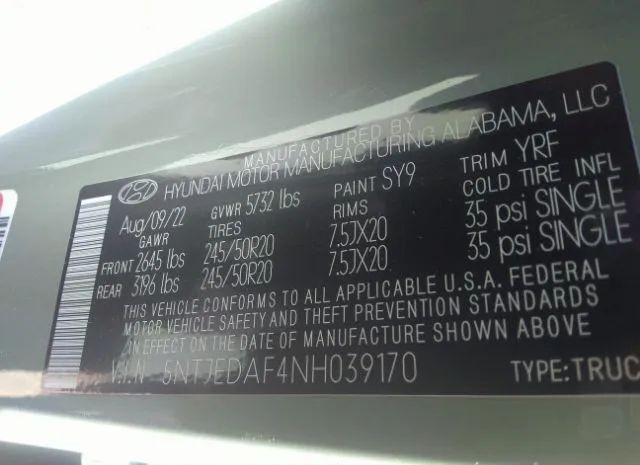 MANUFACTURED BY
HYUNDAI MOTOR MANUFACTURING ALABAMA, LLC
Aug/09/22 GVWR 5732 lbs PAINT SY9 TRIM YRF
GAWR TIRES RIMS COLD TIRE INFL
FRONT 2645 lbs 245/50R20 7.5JX20 35 psi SINGLE
REAR 3196 lbs 245/50R20 7.5JX20 35 psi SINGLE
THIS VEHICLE CONFORMS TO ALL APPLICABLE U.S.A. FEDERAL
MOTOR VEHICLE SAFETY AND THEFT PREVENTION STANDARDS
IN EFFECT ON THE DATE OF MANUFACTURE SHOWN ABOVE
V.I.N 5NTJEDAF4NH039170 TYPE:TRUC